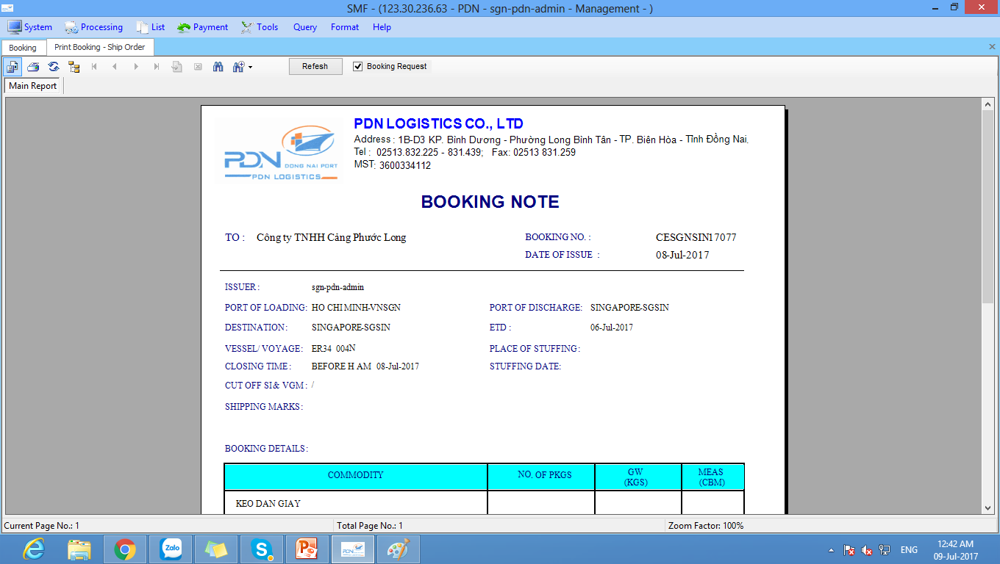 SMF - (123.30.236.63 - PDN - sgn-pdn-admin - Management - )
System Processing List Payment Tools Query Format Help
Booking Print Booking - Ship Order
Refesh Booking Request
Main Report
PDN LOGISTICS CO., LTD
Address : 1B-D3 KP. Bình Dương - Phường Long Bình Tân - TP. Biên Hòa - Tỉnh Đồng Nai.
Tel : 02513.832.225 - 831.439; Fax: 02513 831.259
MST: 3600334112
PDN DONG NAI PORT
PDN LOGISTICS
BOOKING NOTE
TO : Công ty TNHH Cảng Phước Long BOOKING NO. : CESGNSIN17077
DATE OF ISSUE : 08-Jul-2017
ISSUER : sgn-pdn-admin
PORT OF LOADING: HO CHI MINH-VNSGN PORT OF DISCHARGE: SINGAPORE-SGSIN
DESTINATION: SINGAPORE-SGSIN ETD : 06-Jul-2017
VESSEL/ VOYAGE: ER34 004N PLACE OF STUFFING:
CLOSING TIME : BEFORE H AM 08-Jul-2017 STUFFING DATE:
CUT OFF SI & VGM : /
SHIPPING MARKS:
BOOKING DETAILS:
COMMODITY NO. OF PKGS GW (KGS) MEAS (CBM)
KEO DAN GIAY
Current Page No.: 1 Total Page No.: 1 Zoom Factor: 100%
Zalo
PDN
ENG
12:42 AM
09-Jul-2017